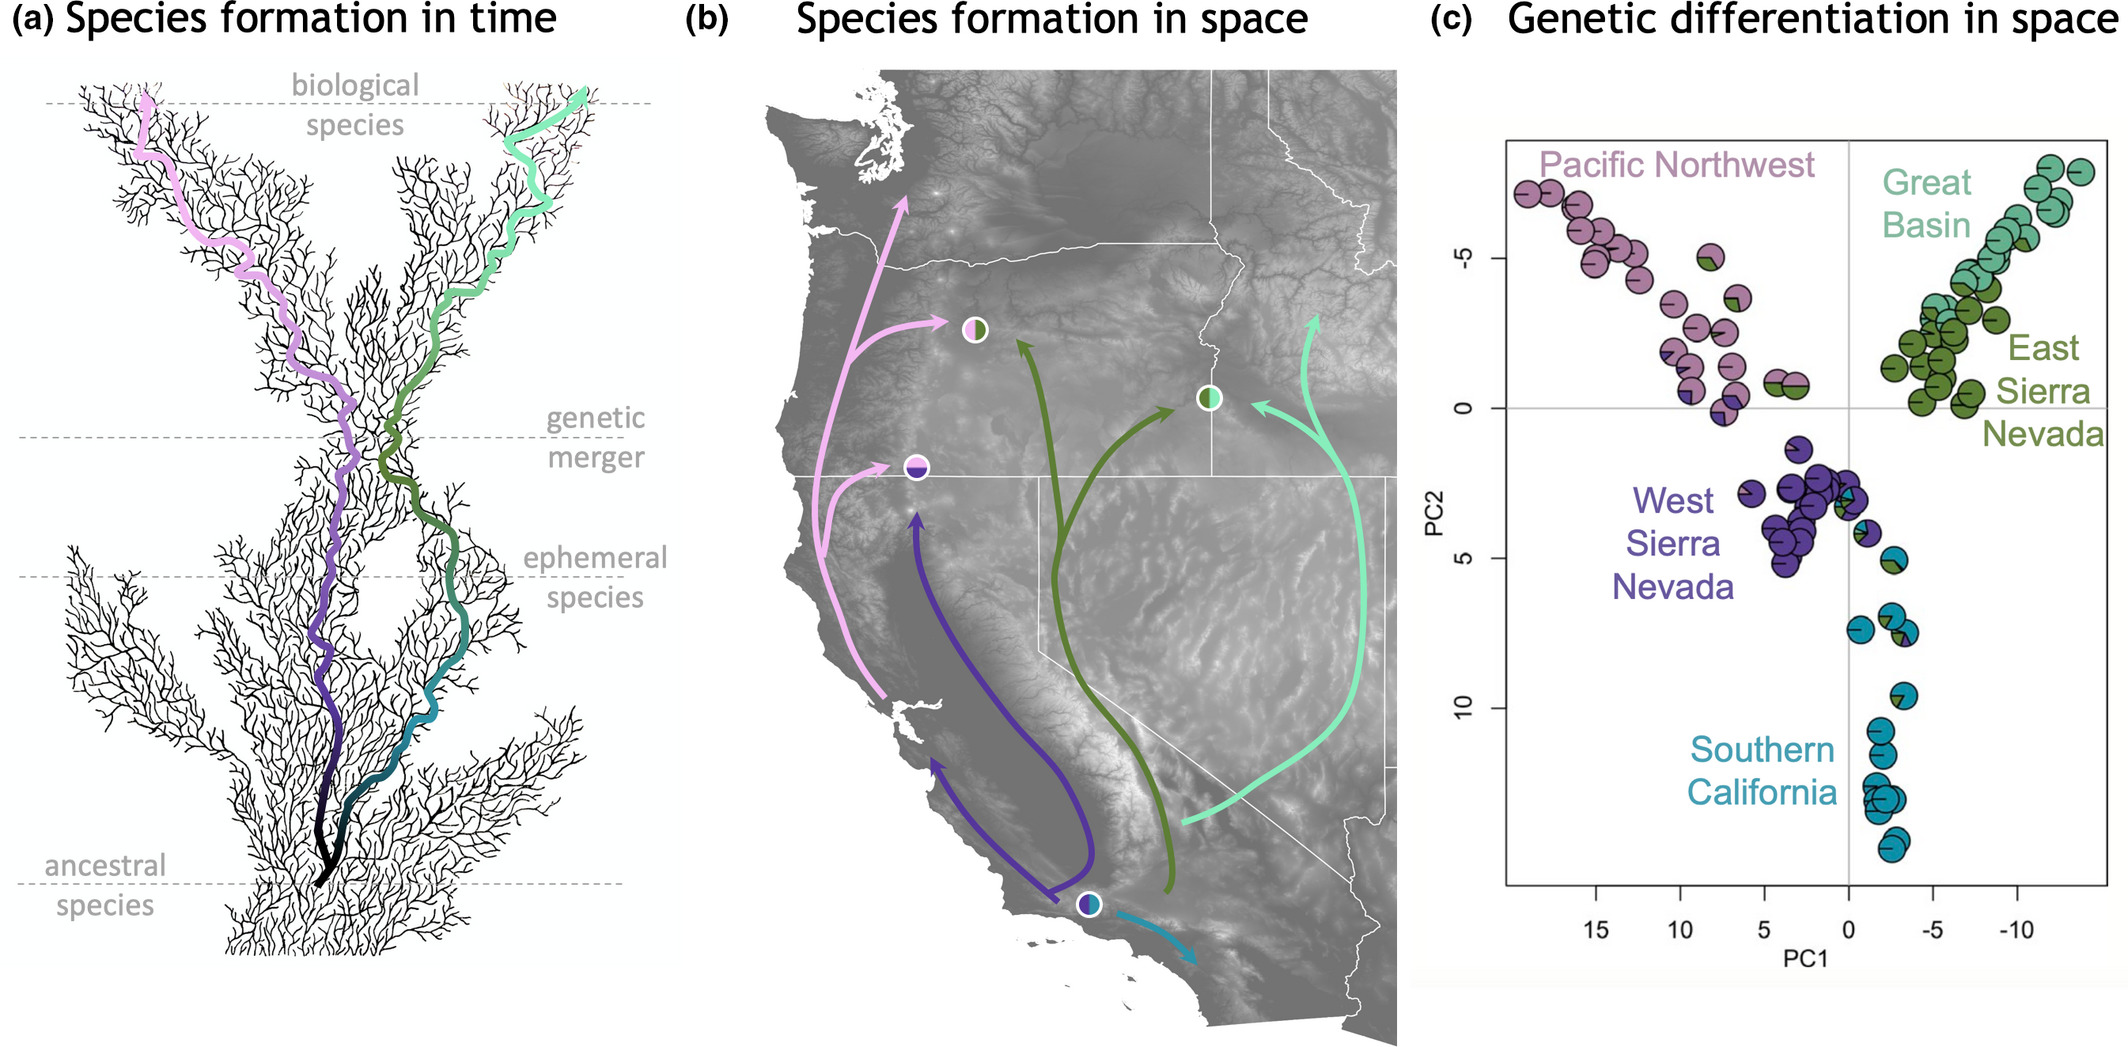 (a) Species formation in time
biological
species
genetic
merger
ephemeral
species
ancestral
species
(b) Species formation in space
(c) Genetic differentiation in space
Pacific Northwest
Great
Basin
East
Sierra
Nevada
West
Sierra
Nevada
Southern
California
-5
0
5
10
PC2
15 10 5 0 -5 -10
PC1